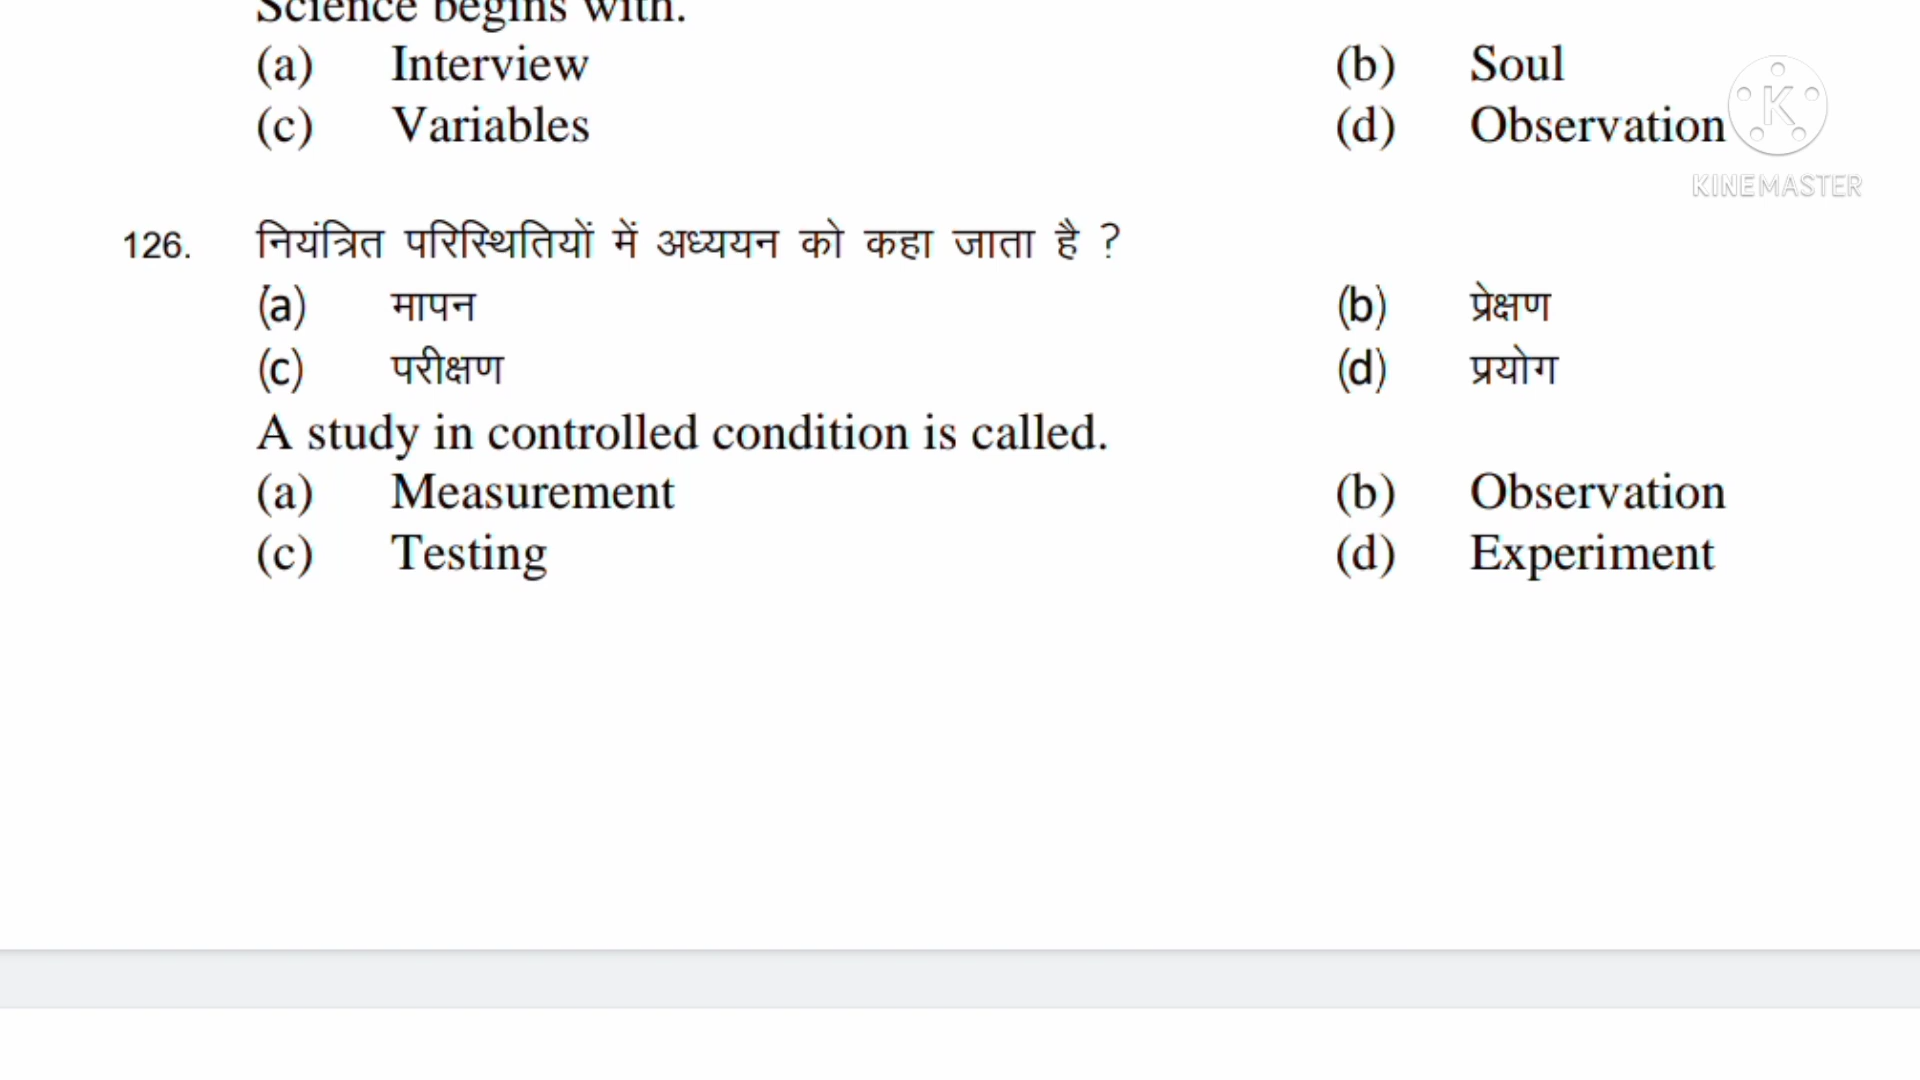 Science begins with.
(a) Interview (b) Soul
(c) Variables (d) Observation
K
KINEMASTER
126. नियंत्रित परिस्थितियों में अध्ययन को कहा जाता है ?
(a) मापन (b) प्रेक्षण
(c) परीक्षण (d) प्रयोग
A study in controlled condition is called.
(a) Measurement (b) Observation
(c) Testing (d) Experiment